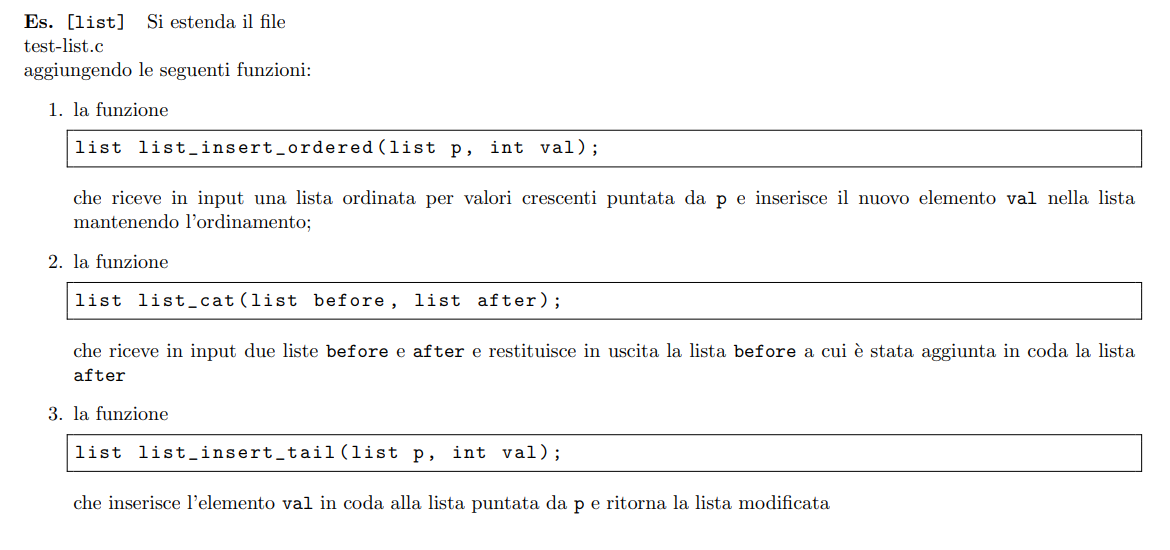 Es. [list] Si estenda il file
test-list.c
aggiungendo le seguenti funzioni:
1. la funzione
list list_insert_ordered(list p, int val);
che riceve in input una lista ordinata per valori crescenti puntata da p e inserisce il nuovo elemento val nella lista
mantenendo l'ordinamento;
2. la funzione
list list_cat(list before, list after);
che riceve in input due liste before e after e restituisce in uscita la lista before a cui è stata aggiunta in coda la lista
after
3. la funzione
list list_insert_tail(list p, int val);
che inserisce l'elemento val in coda alla lista puntata da p e ritorna la lista modificata